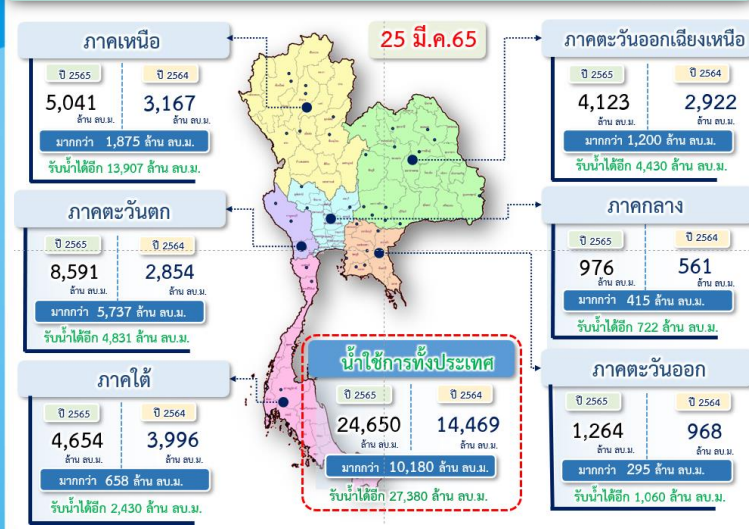 25 มี.ค.65
ภาคเหนือ
ปี 2565 ปี 2564
5,041 3,167
ล้าน ลบ.ม. ล้าน ลบ.ม.
มากกว่า 1,875 ล้าน ลบ.ม.
รับน้ำได้อีก 13,907 ล้าน ลบ.ม.
ภาคตะวันออกเฉียงเหนือ
ปี 2565 ปี 2564
4,123 2,922
ล้าน ลบ.ม. ล้าน ลบ.ม.
มากกว่า 1,200 ล้าน ลบ.ม.
รับน้ำได้อีก 4,430 ล้าน ลบ.ม.
ภาคตะวันตก
ปี 2565 ปี 2564
8,591 2,854
ล้าน ลบ.ม. ล้าน ลบ.ม.
มากกว่า 5,737 ล้าน ลบ.ม.
รับน้ำได้อีก 4,831 ล้าน ลบ.ม.
ภาคกลาง
ปี 2565 ปี 2564
976 561
ล้าน ลบ.ม. ล้าน ลบ.ม.
มากกว่า 415 ล้าน ลบ.ม.
รับน้ำได้อีก 722 ล้าน ลบ.ม.
ภาคใต้
ปี 2565 ปี 2564
4,654 3,996
ล้าน ลบ.ม. ล้าน ลบ.ม.
มากกว่า 658 ล้าน ลบ.ม.
รับน้ำได้อีก 2,430 ล้าน ลบ.ม.
น้ำใช้การทั้งประเทศ
ปี 2565 ปี 2564
24,650 14,469
ล้าน ลบ.ม. ล้าน ลบ.ม.
มากกว่า 10,180 ล้าน ลบ.ม.
รับน้ำได้อีก 27,380 ล้าน ลบ.ม.
ภาคตะวันออก
ปี 2565 ปี 2564
1,264 968
ล้าน ลบ.ม. ล้าน ลบ.ม.
มากกว่า 295 ล้าน ลบ.ม.
รับน้ำได้อีก 1,060 ล้าน ลบ.ม.